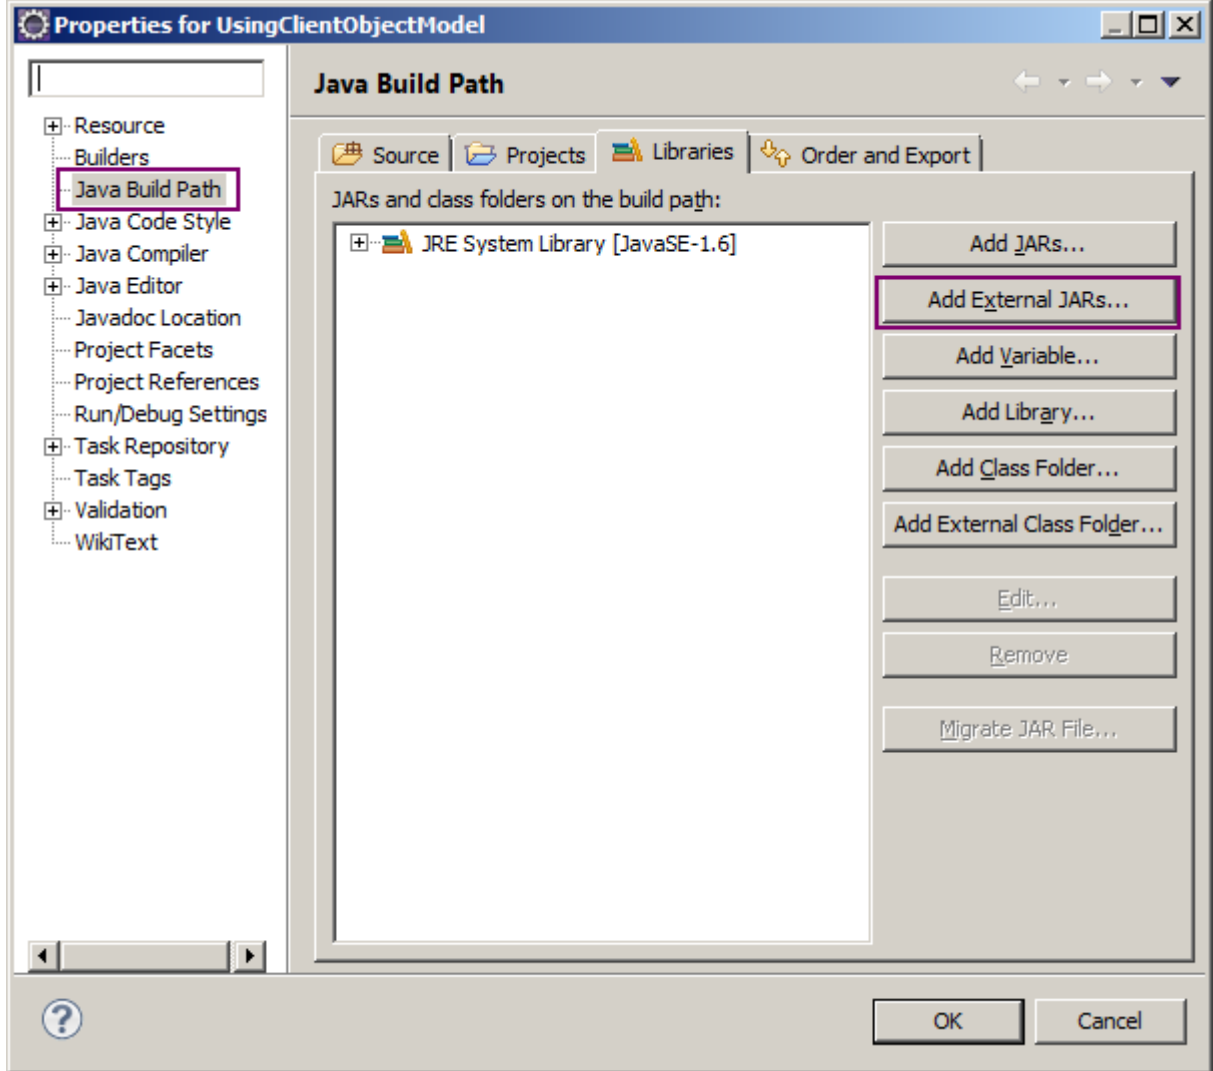 Properties for UsingClientObjectModel
Java Build Path
Resource
Builders
Java Build Path
Java Code Style
Java Compiler
Java Editor
Javadoc Location
Project Facets
Project References
Run/Debug Settings
Task Repository
Task Tags
Validation
WikiText
Source Projects Libraries Order and Export
JARs and class folders on the build path:
JRE System Library [JavaSE-1.6]
Add JARs...
Add External JARs...
Add Variable...
Add Library...
Add Class Folder...
Add External Class Folder...
Edit...
Remove
Migrate JAR File...
?
OK Cancel